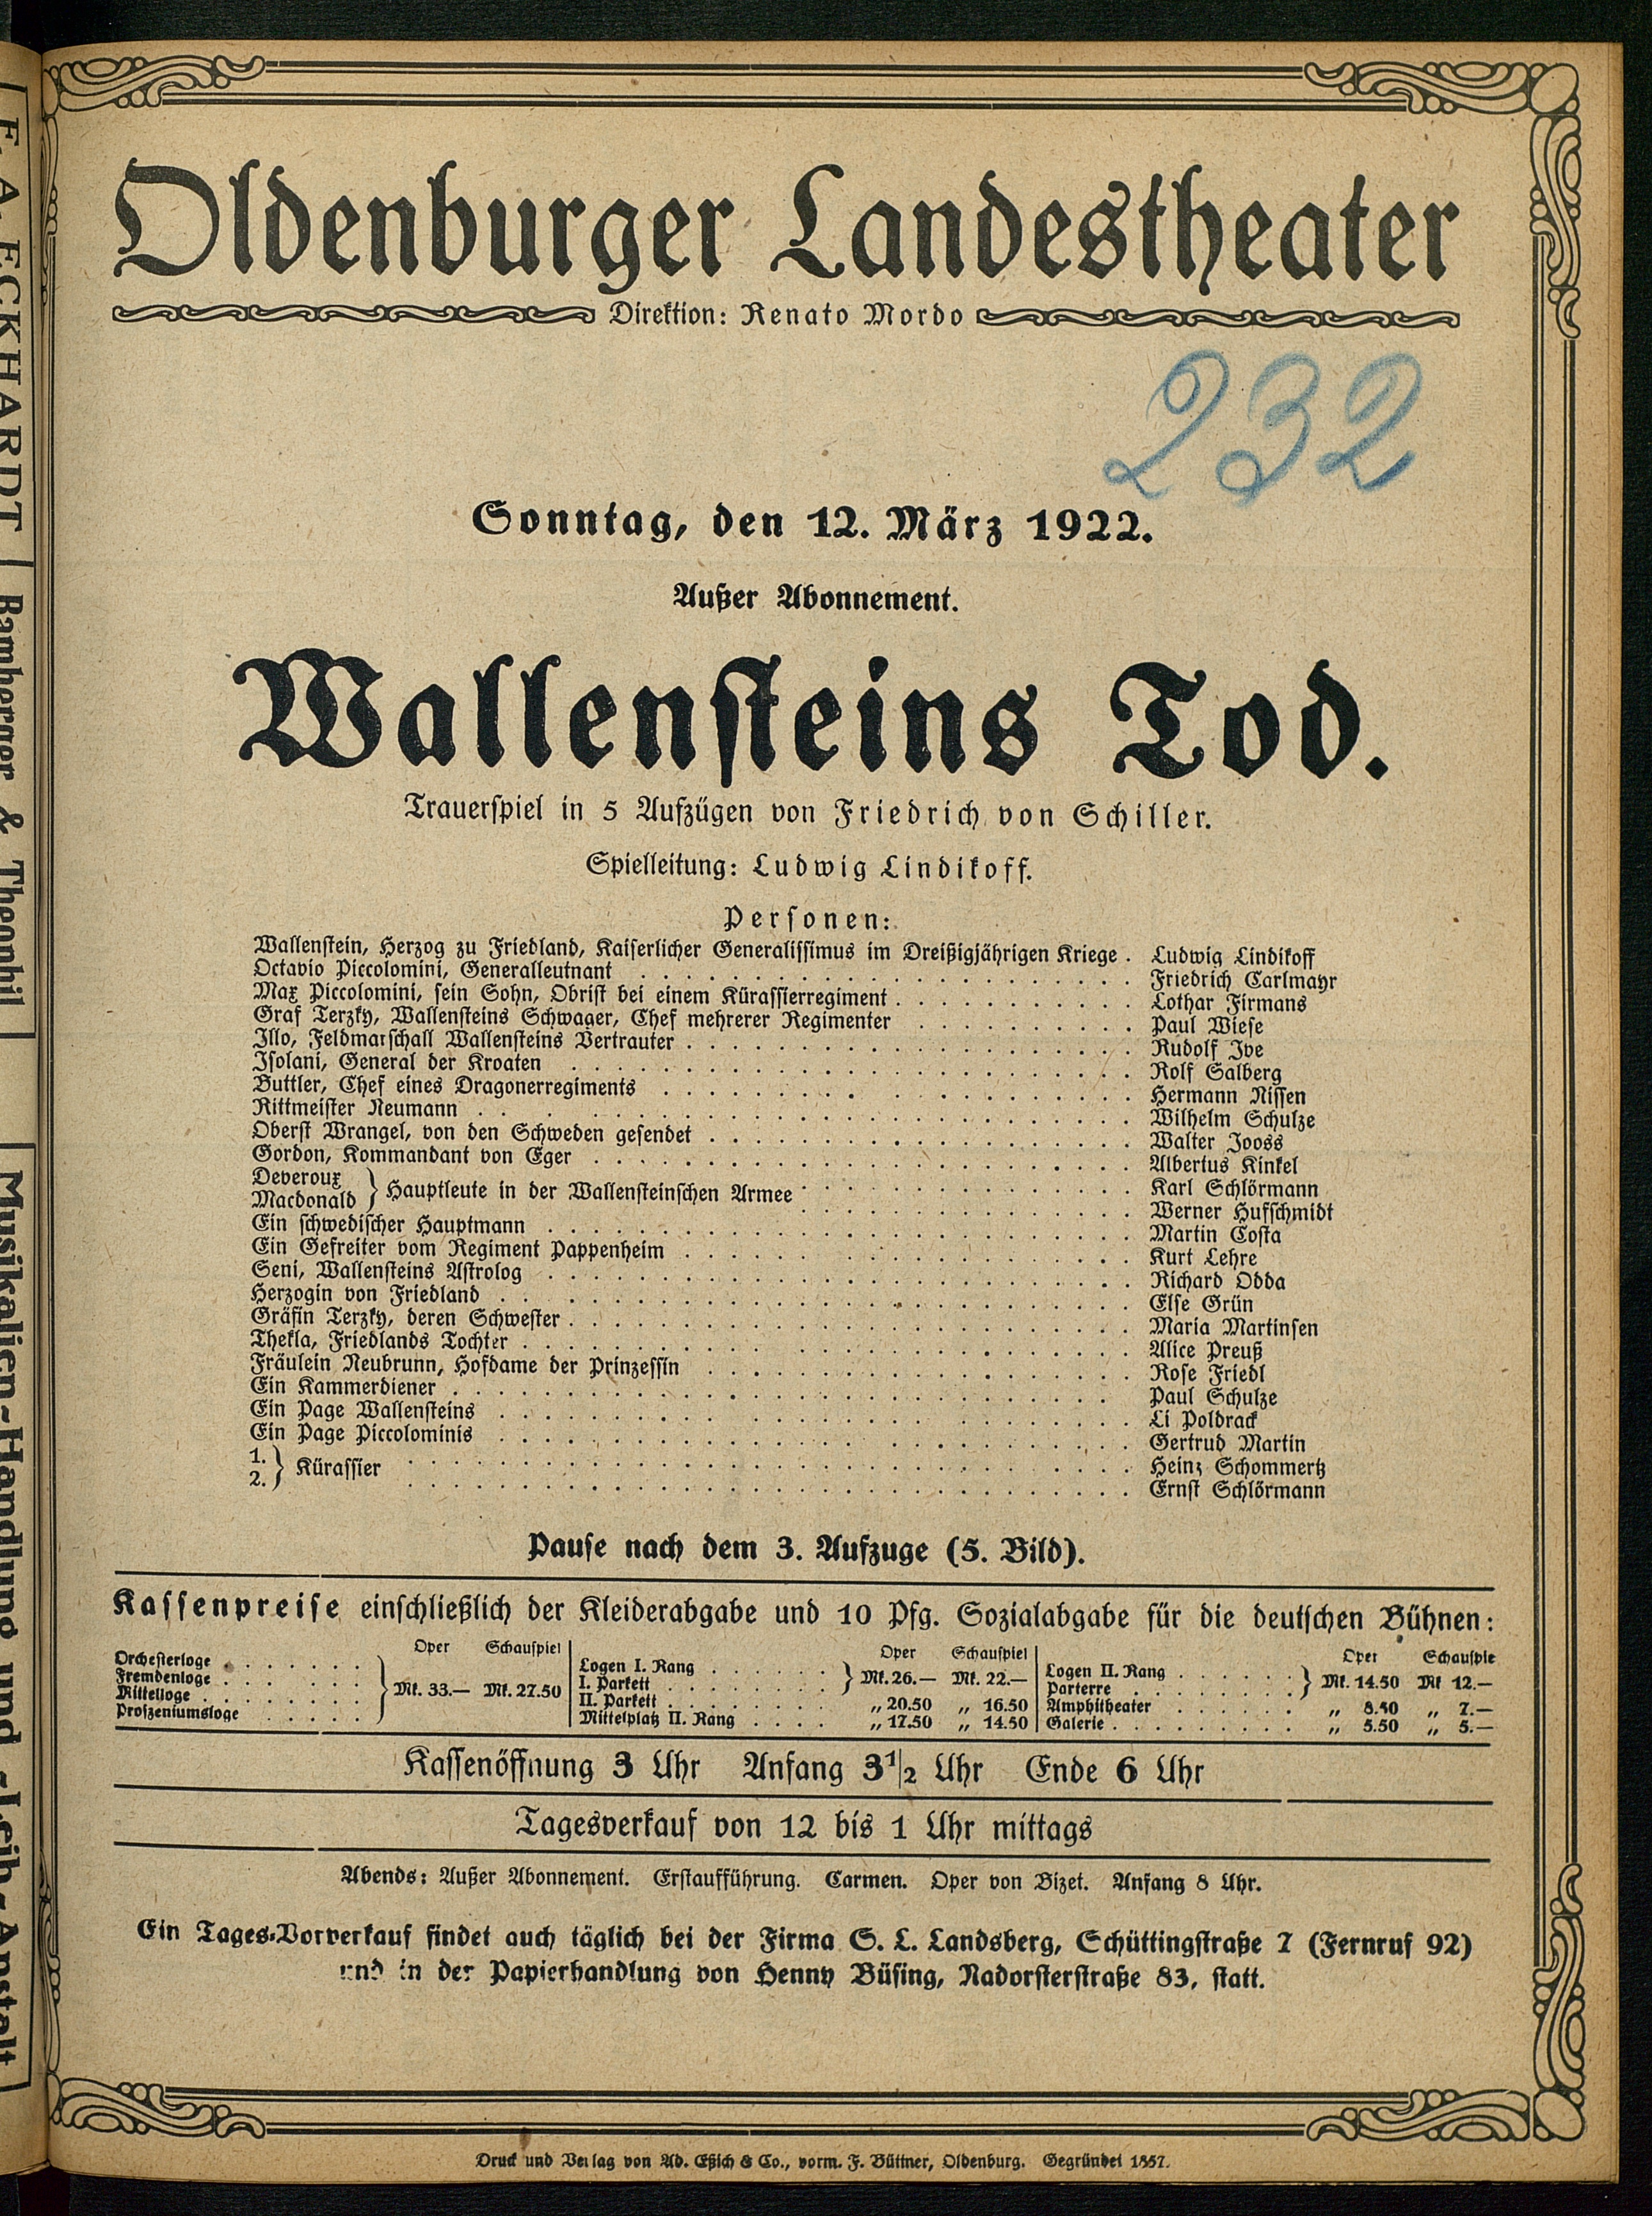 Oldenburger Landestheater
Direktion: Renato Mordo
232
Sonntag, den 12. März 1922.
Außer Abonnement.
Wallensteins Tod.
Trauerspiel in 5 Aufzügen von Friedrich von Schiller.
Spielleitung: Ludwig Lindikoff.
Personen:
Wallenstein, Herzog zu Friedland, Kaiserlicher Generalissimus im Dreißigjährigen Kriege . Ludwig Lindikoff
Octavio Piccolomini, Generalleutnant . . . Friedrich Carlmayr
Max Piccolomini, sein Sohn, Obrist bei einem Kürassierregiment . . . Lothar Firmans
Graf Terzky, Wallensteins Schwager, Chef mehrerer Regimenter . . . Paul Wiese
Illo, Feldmarschall Wallensteins Vertrauter . . . Rudolf Ive
Isolani, General der Kroaten . . . Rolf Salberg
Buttler, Chef eines Dragonerregiments . . . Hermann Nissen
Rittmeister Neumann . . . Wilhelm Schulze
Oberst Wrangel, von den Schweden gesendet . . . Walter Jooss
Gordon, Kommandant von Eger . . . Albertus Kinkel
Deveroux } Hauptleute in der Wallensteinschen Armee . . . Karl Schlörmann
Macdonald . . . Werner Hufschmidt
Ein schwedischer Hauptmann . . . Martin Costa
Ein Gefreiter vom Regiment Pappenheim . . . Kurt Lehre
Seni, Wallensteins Astrolog . . . Richard Odda
Herzogin von Friedland . . . Else Grün
Gräfin Terzky, deren Schwester . . . Maria Martinsen
Thekla, Friedlands Tochter . . . Alice Preuß
Fräulein Neubrunn, Hofdame der Prinzessin . . . Rose Friedl
Ein Kammerdiener . . . Paul Schulze
Ein Page Wallensteins . . . Li Poldrack
Ein Page Piccolominis . . . Gertrud Martin
1. } Kürassier . . . Heinz Schommertz
2. . . . Ernst Schlörmann
Pause nach dem 3. Aufzuge (5. Bild).
Kassenpreise einschließlich der Kleiderabgabe und 10 Pfg. Sozialabgabe für die deutschen Bühnen:
Oper Schauspiel
Orchesterloge . . .
Fremdenloge . . .
Mittelloge . . .
Proszeniumsloge . . .
} Mk. 33.— Mk. 27.50
Oper Schauspiel
Logen I. Rang . . .
I. Parkett . . .
} Mk. 26.— Mk. 22.—
II. Parkett . . . „ 20.50 „ 16.50
Mittelplatz II. Rang . . . „ 17.50 „ 14.50
Oper Schauspie
Logen II. Rang . . .
Parterre . . .
} Mk. 14.50 Mk 12.—
Amphitheater . . . „ 8.50 „ 7.—
Galerie . . . „ 5.50 „ 5.—
Kassenöffnung 3 Uhr Anfang 3½ Uhr Ende 6 Uhr
Tagesverkauf von 12 bis 1 Uhr mittags
Abends: Außer Abonnement. Erstaufführung. Carmen. Oper von Bizet. Anfang 8 Uhr.
Ein Tages-Vorverkauf findet auch täglich bei der Firma S. L. Landsberg, Schüttingstraße 7 (Fernruf 92)
und in der Papierhandlung von Henny Büsing, Nadorsterstraße 83, statt.
Druck und Verlag von Ad. Eßich & Co., vorm. F. Büttner, Oldenburg. Gegründet 1857.
F. A. ECKHARDT
Bamberger & Theophil
Musikalien-Handlung und -Leih-Anstalt